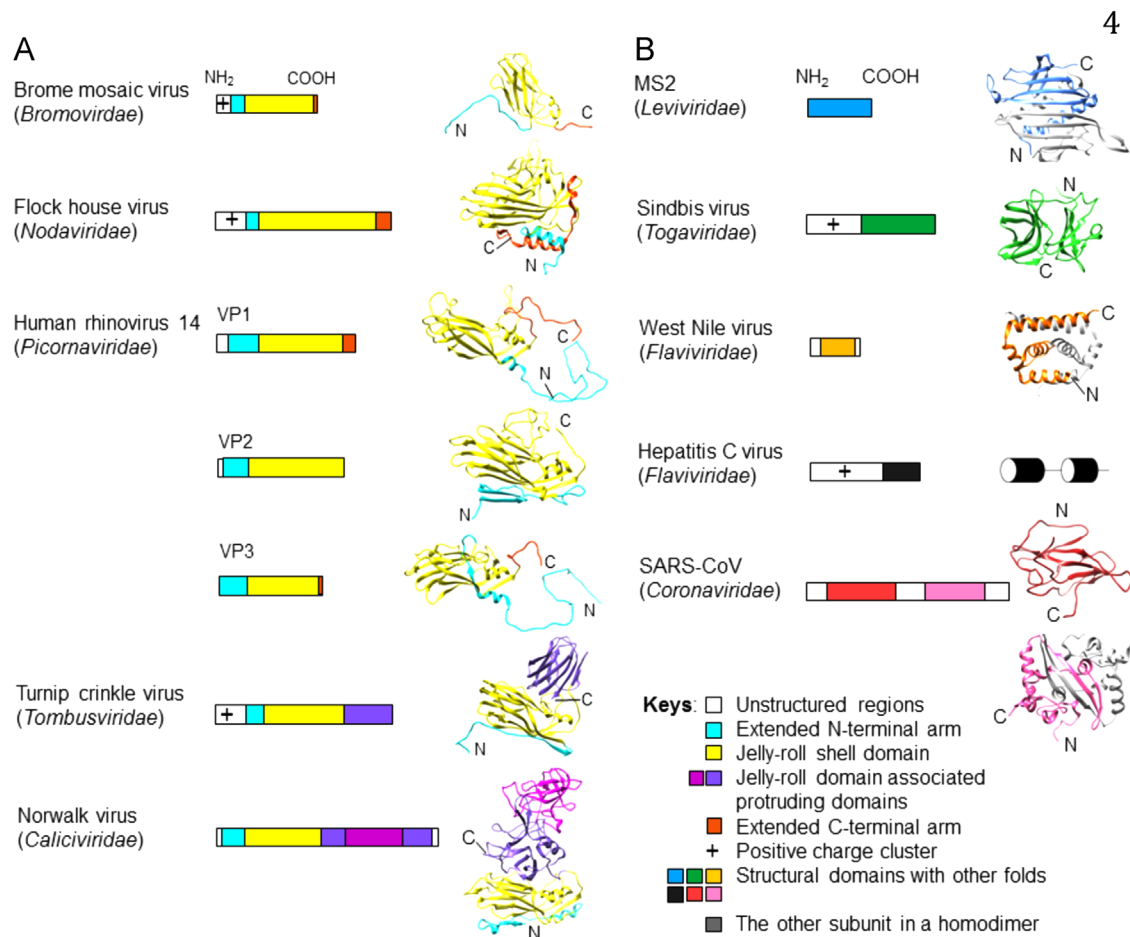 4
A
NH2 COOH
Brome mosaic virus
(Bromovirdae)
+
C
N
Flock house virus
(Nodaviridae)
+
C
N
Human rhinovirus 14
(Picornaviridae)
VP1
C
N
VP2
C
N
VP3
C
N
Turnip crinkle virus
(Tombusviridae)
+
C
N
Norwalk virus
(Caliciviridae)
C
N
B
MS2
(Leviviridae)
NH2 COOH
C
N
Sindbis virus
(Togaviridae)
+
N
C
West Nile virus
(Flaviviridae)
C
N
Hepatitis C virus
(Flaviviridae)
+
SARS-CoV
(Coronaviridae)
N
C
C
N
Keys: Unstructured regions
Extended N-terminal arm
Jelly-roll shell domain
Jelly-roll domain associated
protruding domains
Extended C-terminal arm
+ Positive charge cluster
Structural domains with other folds
The other subunit in a homodimer